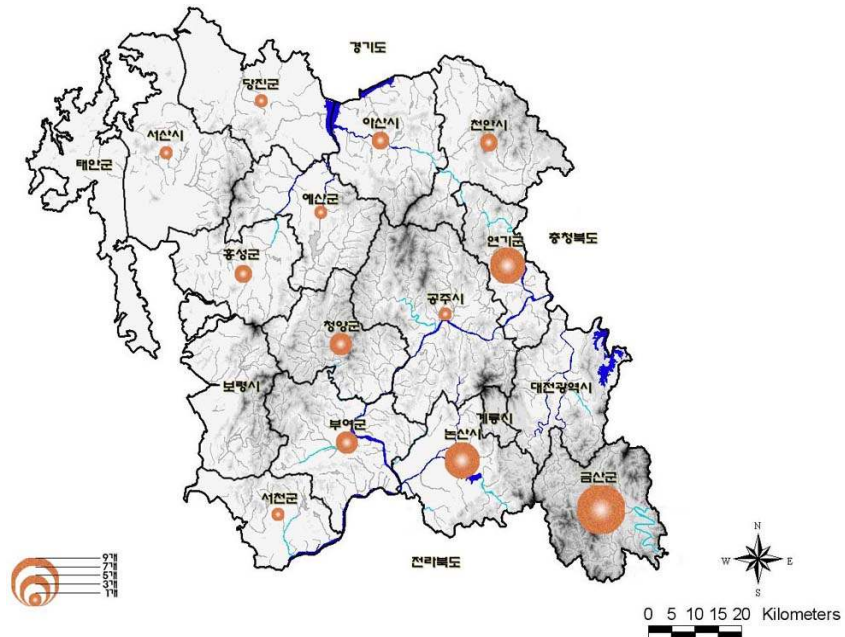 경기도
당진군
아산시
천안시
서산시
태안군
예산군
연기군
충청북도
홍성군
공주시
청양군
보령시
대전광역시
계룡시
부여군
논산시
금산군
서천군
전라북도
9개
7개
5개
3개
1개
N
W E
S
0 5 10 15 20 Kilometers